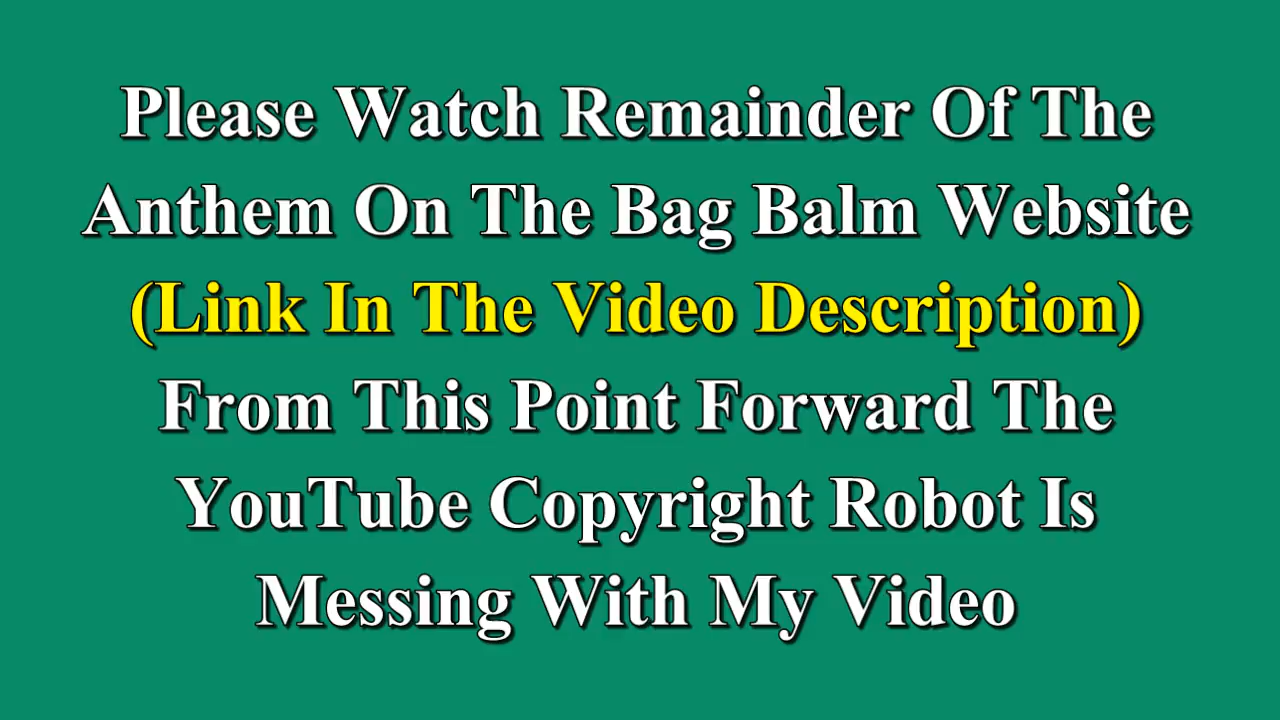 Please Watch Remainder Of The
Anthem On The Bag Balm Website
(Link In The Video Description)
From This Point Forward The
YouTube Copyright Robot Is
Messing With My Video